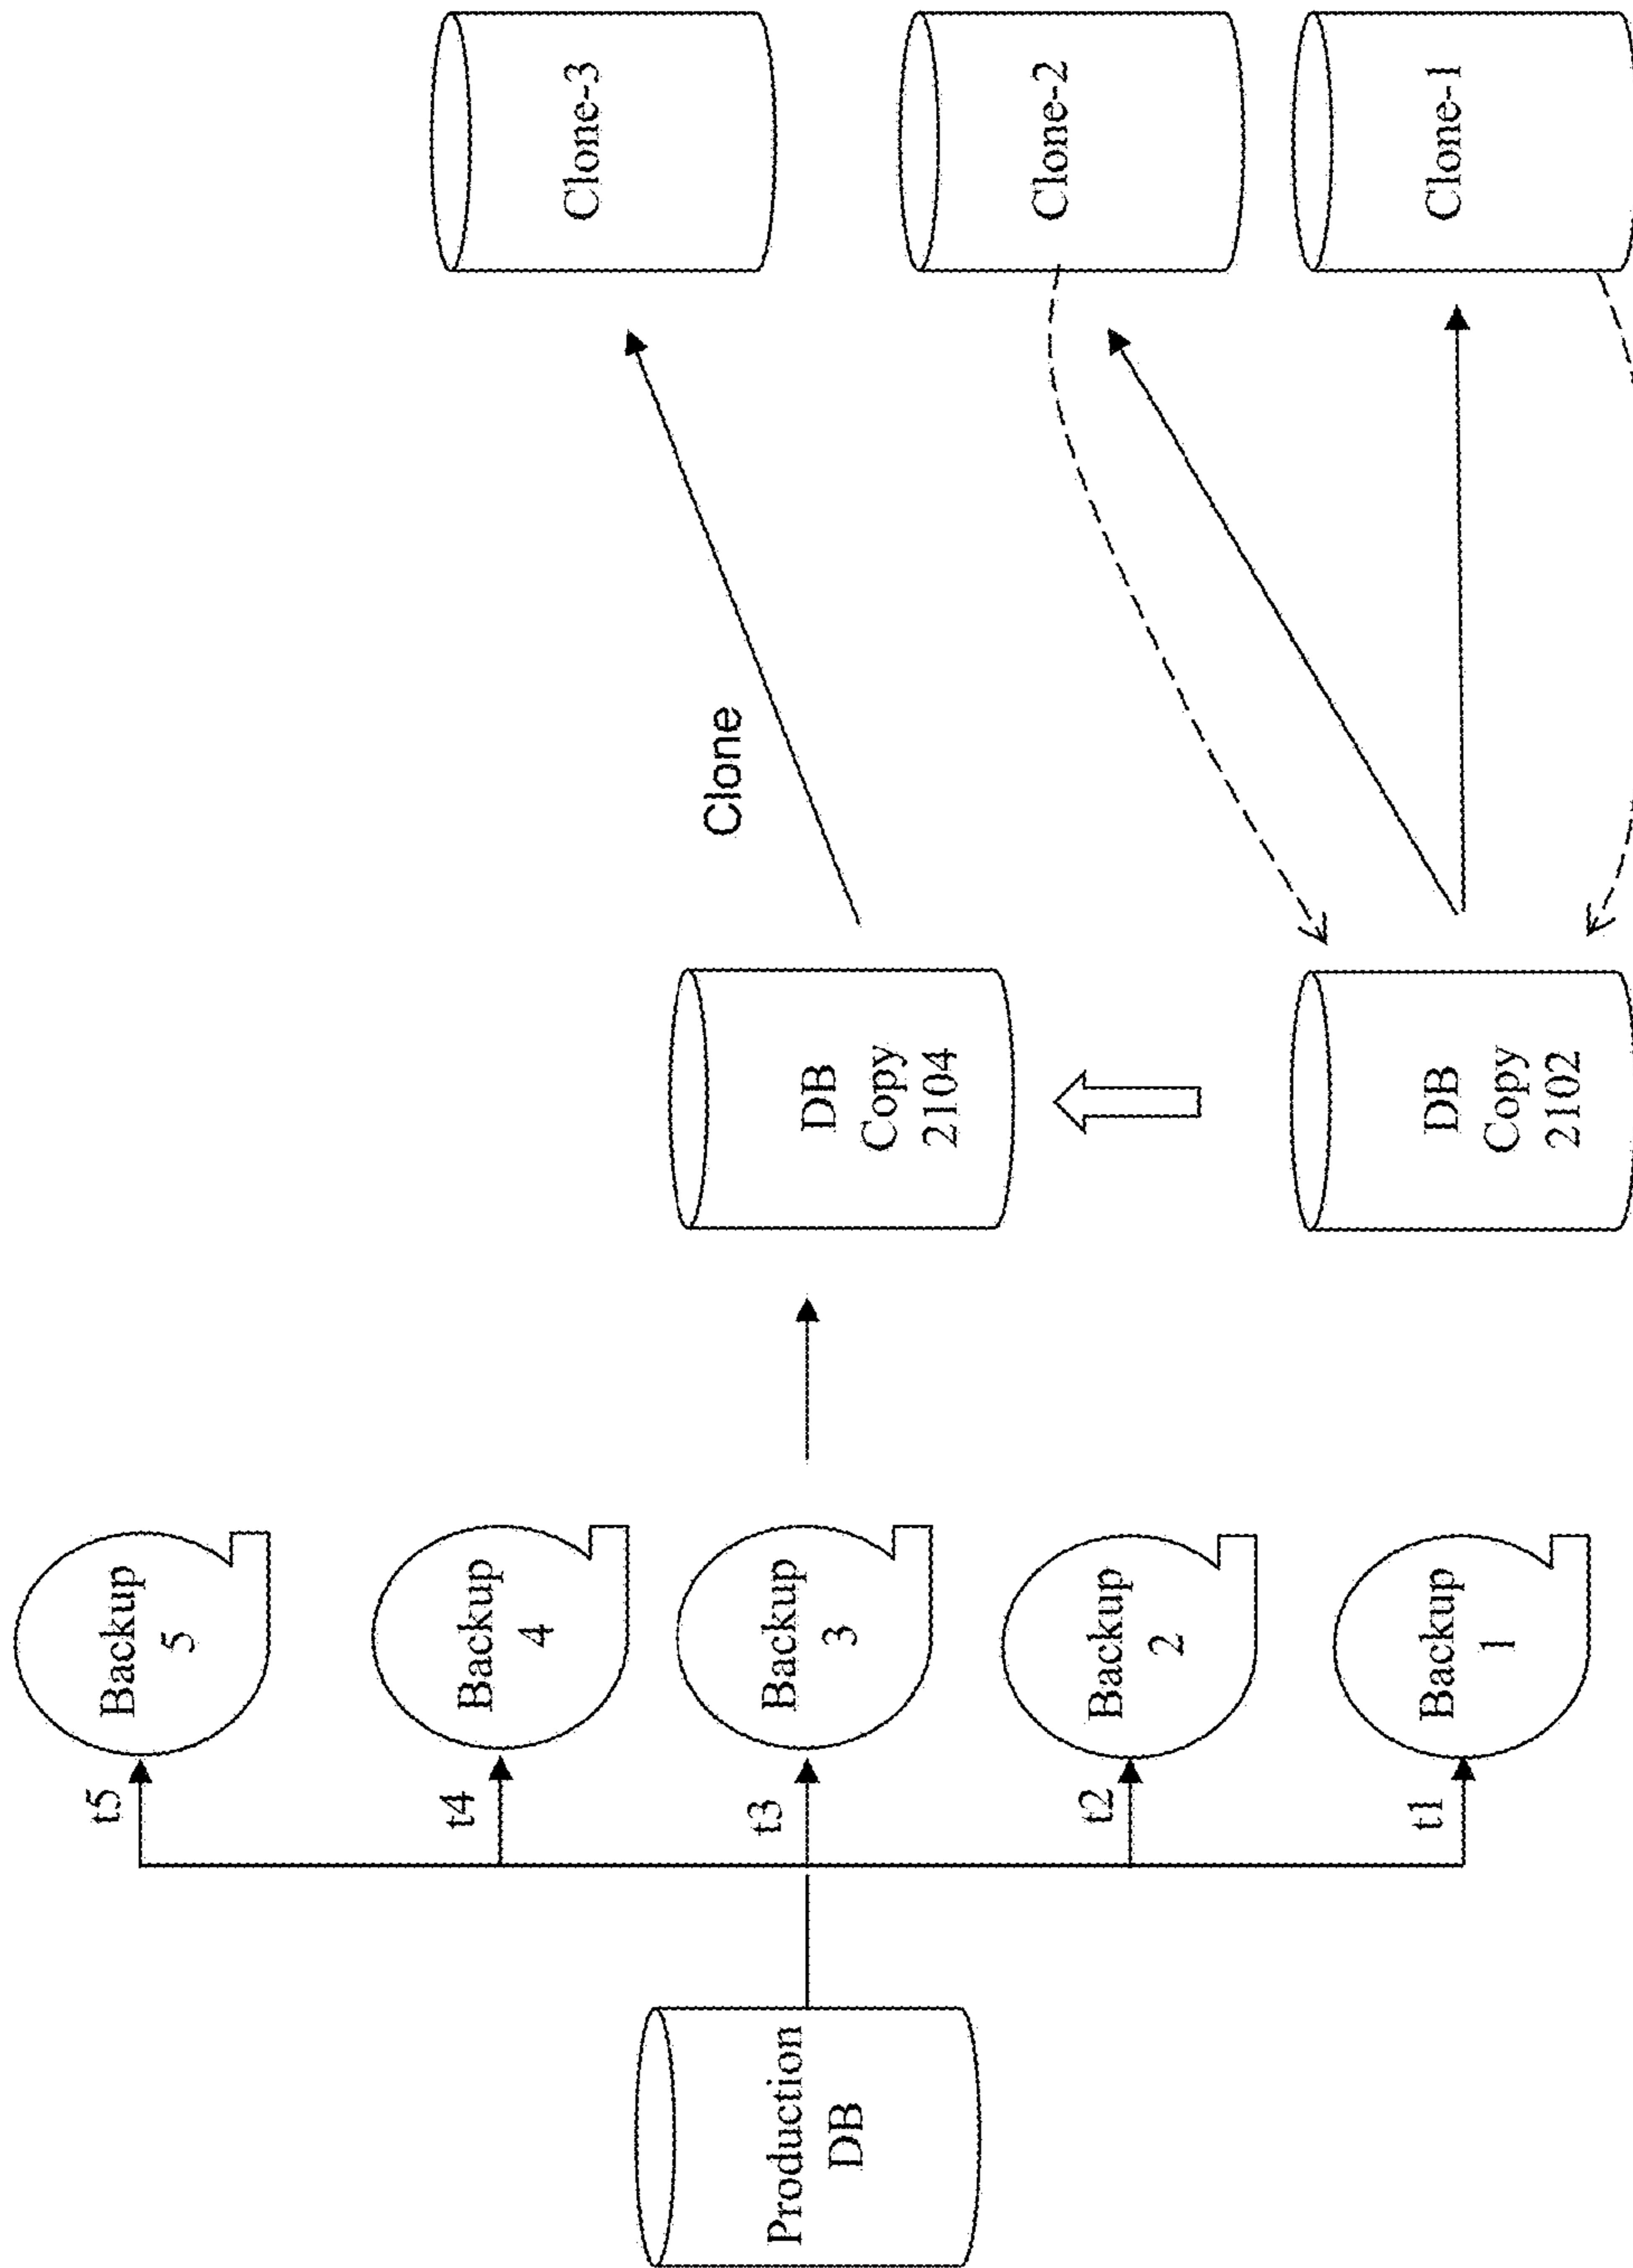 Production
DB
t5
t4
t3
t2
t1
Backup
5
Backup
4
Backup
3
Backup
2
Backup
1
DB
Copy
2104
DB
Copy
2102
Clone
Clone-3
Clone-2
Clone-1